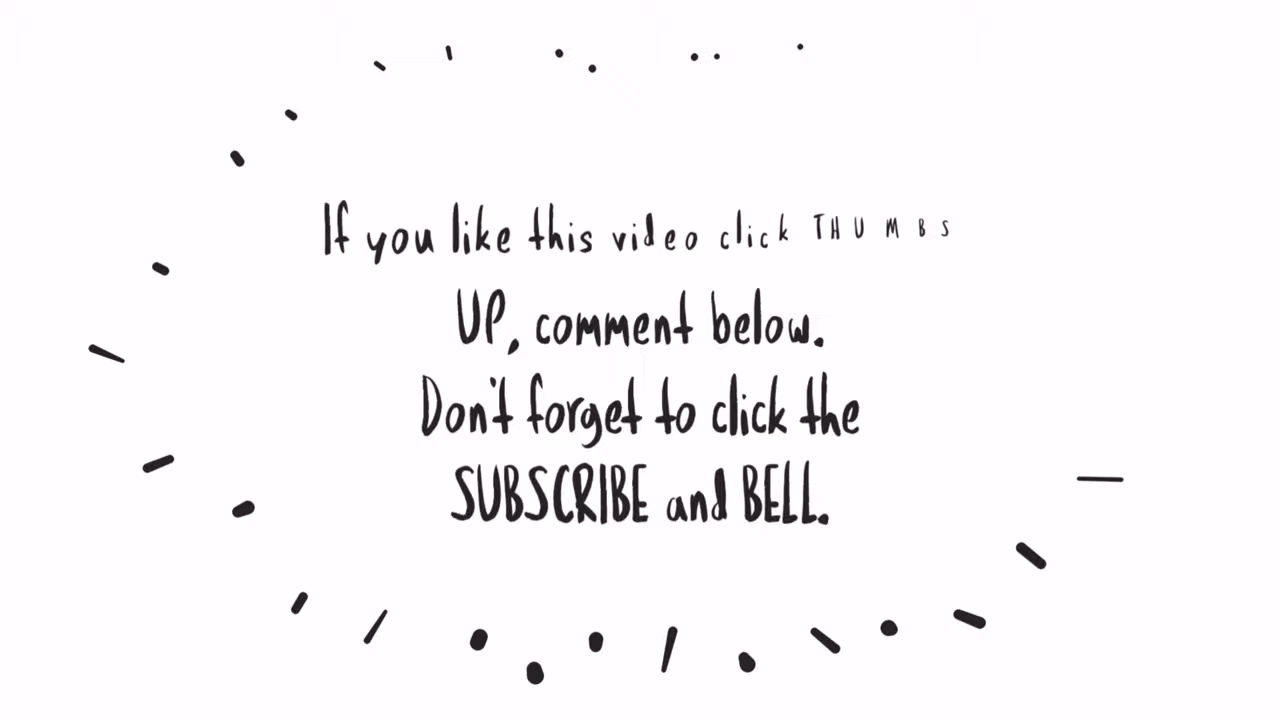 If you like this video click THUMBS
UP, comment below.
Don't forget to click the
SUBSCRIBE and BELL.